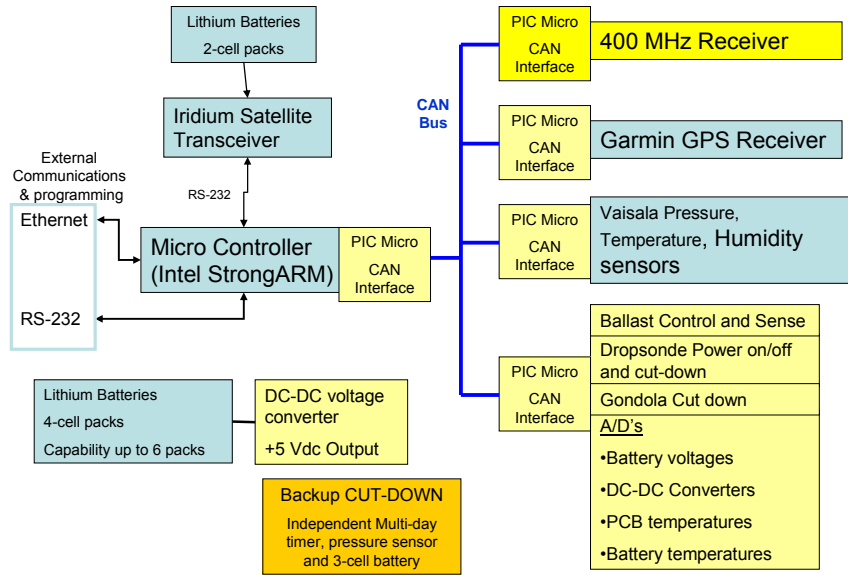 Lithium Batteries
2-cell packs
Iridium Satellite
Transceiver
RS-232
External
Communications
& programming
Ethernet
RS-232
Micro Controller
(Intel StrongARM)
PIC Micro
CAN
Interface
CAN
Bus
PIC Micro
CAN
Interface
400 MHz Receiver
PIC Micro
CAN
Interface
Garmin GPS Receiver
PIC Micro
CAN
Interface
Vaisala Pressure,
Temperature, Humidity
sensors
PIC Micro
CAN
Interface
Ballast Control and Sense
Dropsonde Power on/off
and cut-down
Gondola Cut down
A/D's
•Battery voltages
•DC-DC Converters
•PCB temperatures
•Battery temperatures
Lithium Batteries
4-cell packs
Capability up to 6 packs
DC-DC voltage
converter
+5 Vdc Output
Backup CUT-DOWN
Independent Multi-day
timer, pressure sensor
and 3-cell battery